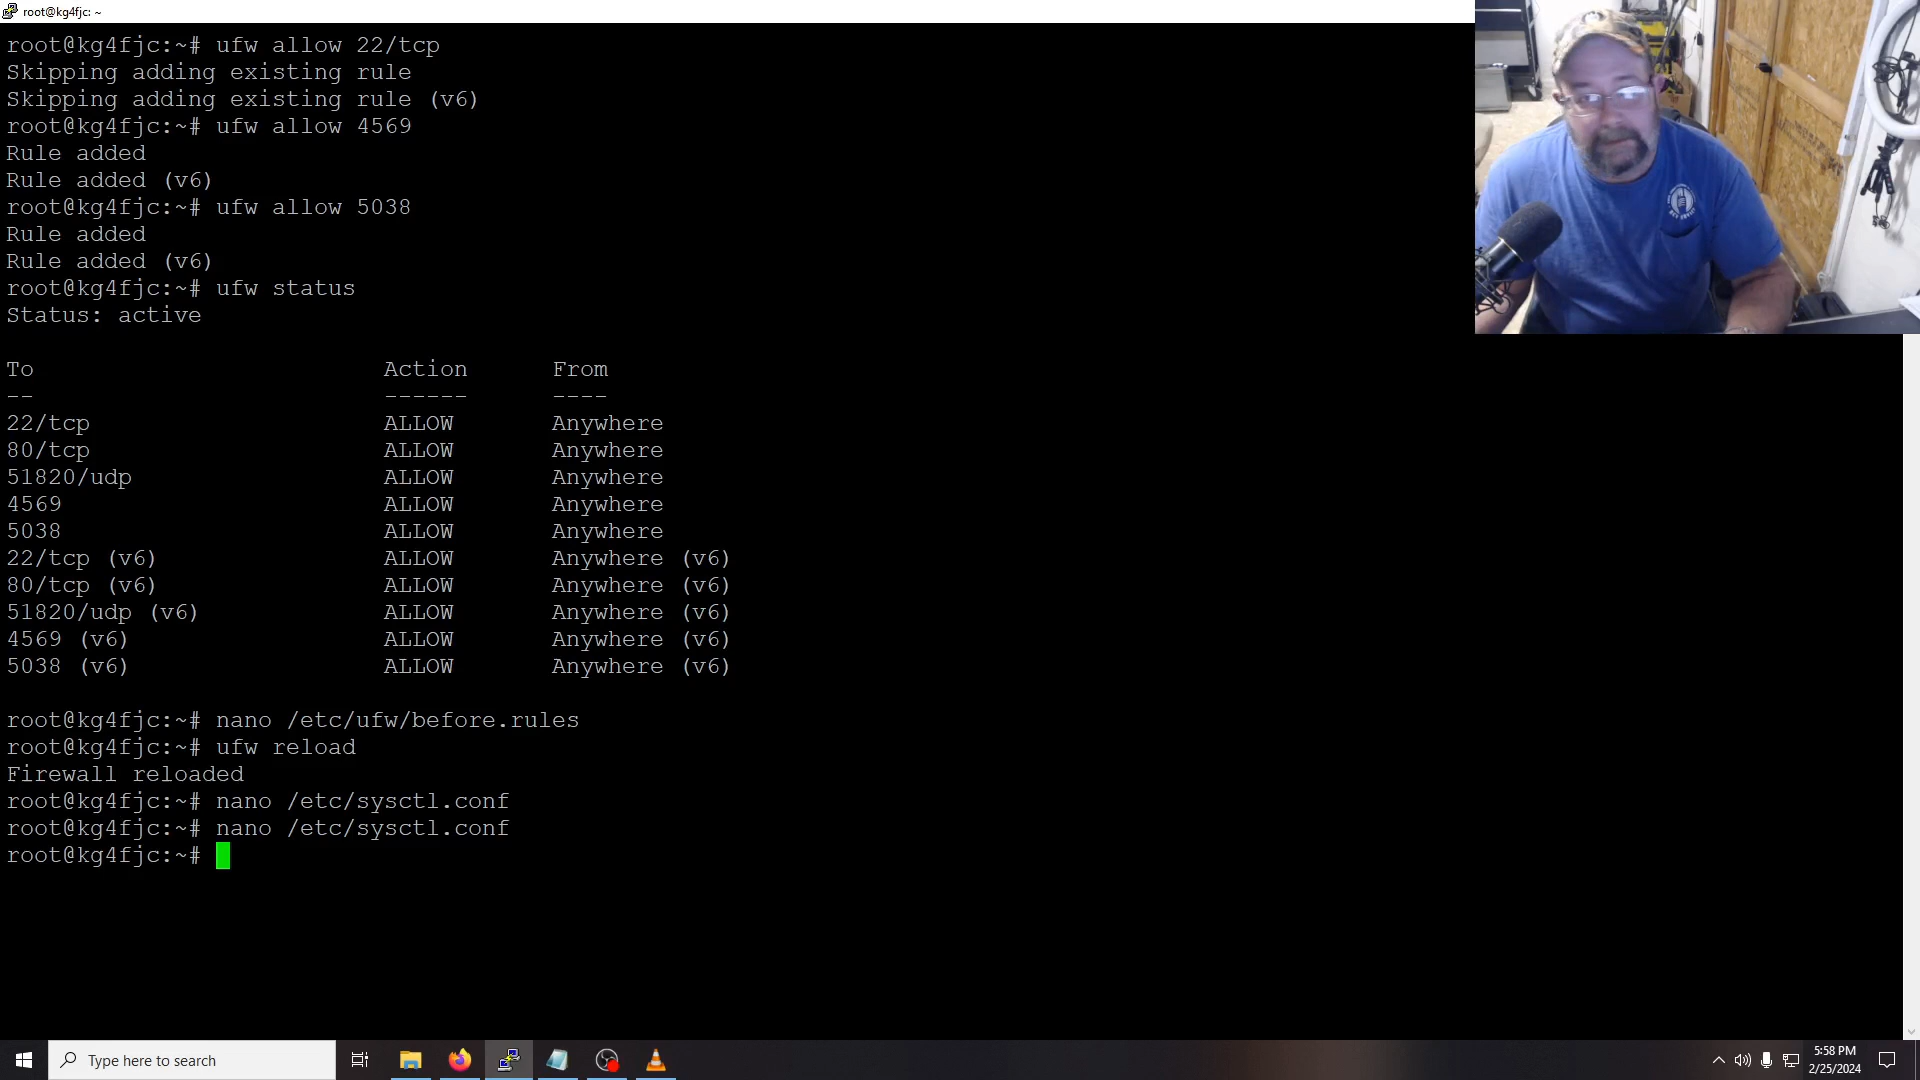 root@kg4fjc: ~
root@kg4fjc:~# ufw allow 22/tcp
Skipping adding existing rule
Skipping adding existing rule (v6)
root@kg4fjc:~# ufw allow 4569
Rule added
Rule added (v6)
root@kg4fjc:~# ufw allow 5038
Rule added
Rule added (v6)
root@kg4fjc:~# ufw status
Status: active
To Action From
-- ------ ----
22/tcp ALLOW Anywhere
80/tcp ALLOW Anywhere
51820/udp ALLOW Anywhere
4569 ALLOW Anywhere
5038 ALLOW Anywhere
22/tcp (v6) ALLOW Anywhere (v6)
80/tcp (v6) ALLOW Anywhere (v6)
51820/udp (v6) ALLOW Anywhere (v6)
4569 (v6) ALLOW Anywhere (v6)
5038 (v6) ALLOW Anywhere (v6)
root@kg4fjc:~# nano /etc/ufw/before.rules
root@kg4fjc:~# ufw reload
Firewall reloaded
root@kg4fjc:~# nano /etc/sysctl.conf
root@kg4fjc:~# nano /etc/sysctl.conf
root@kg4fjc:~#
Type here to search
5:58 PM
2/25/2024